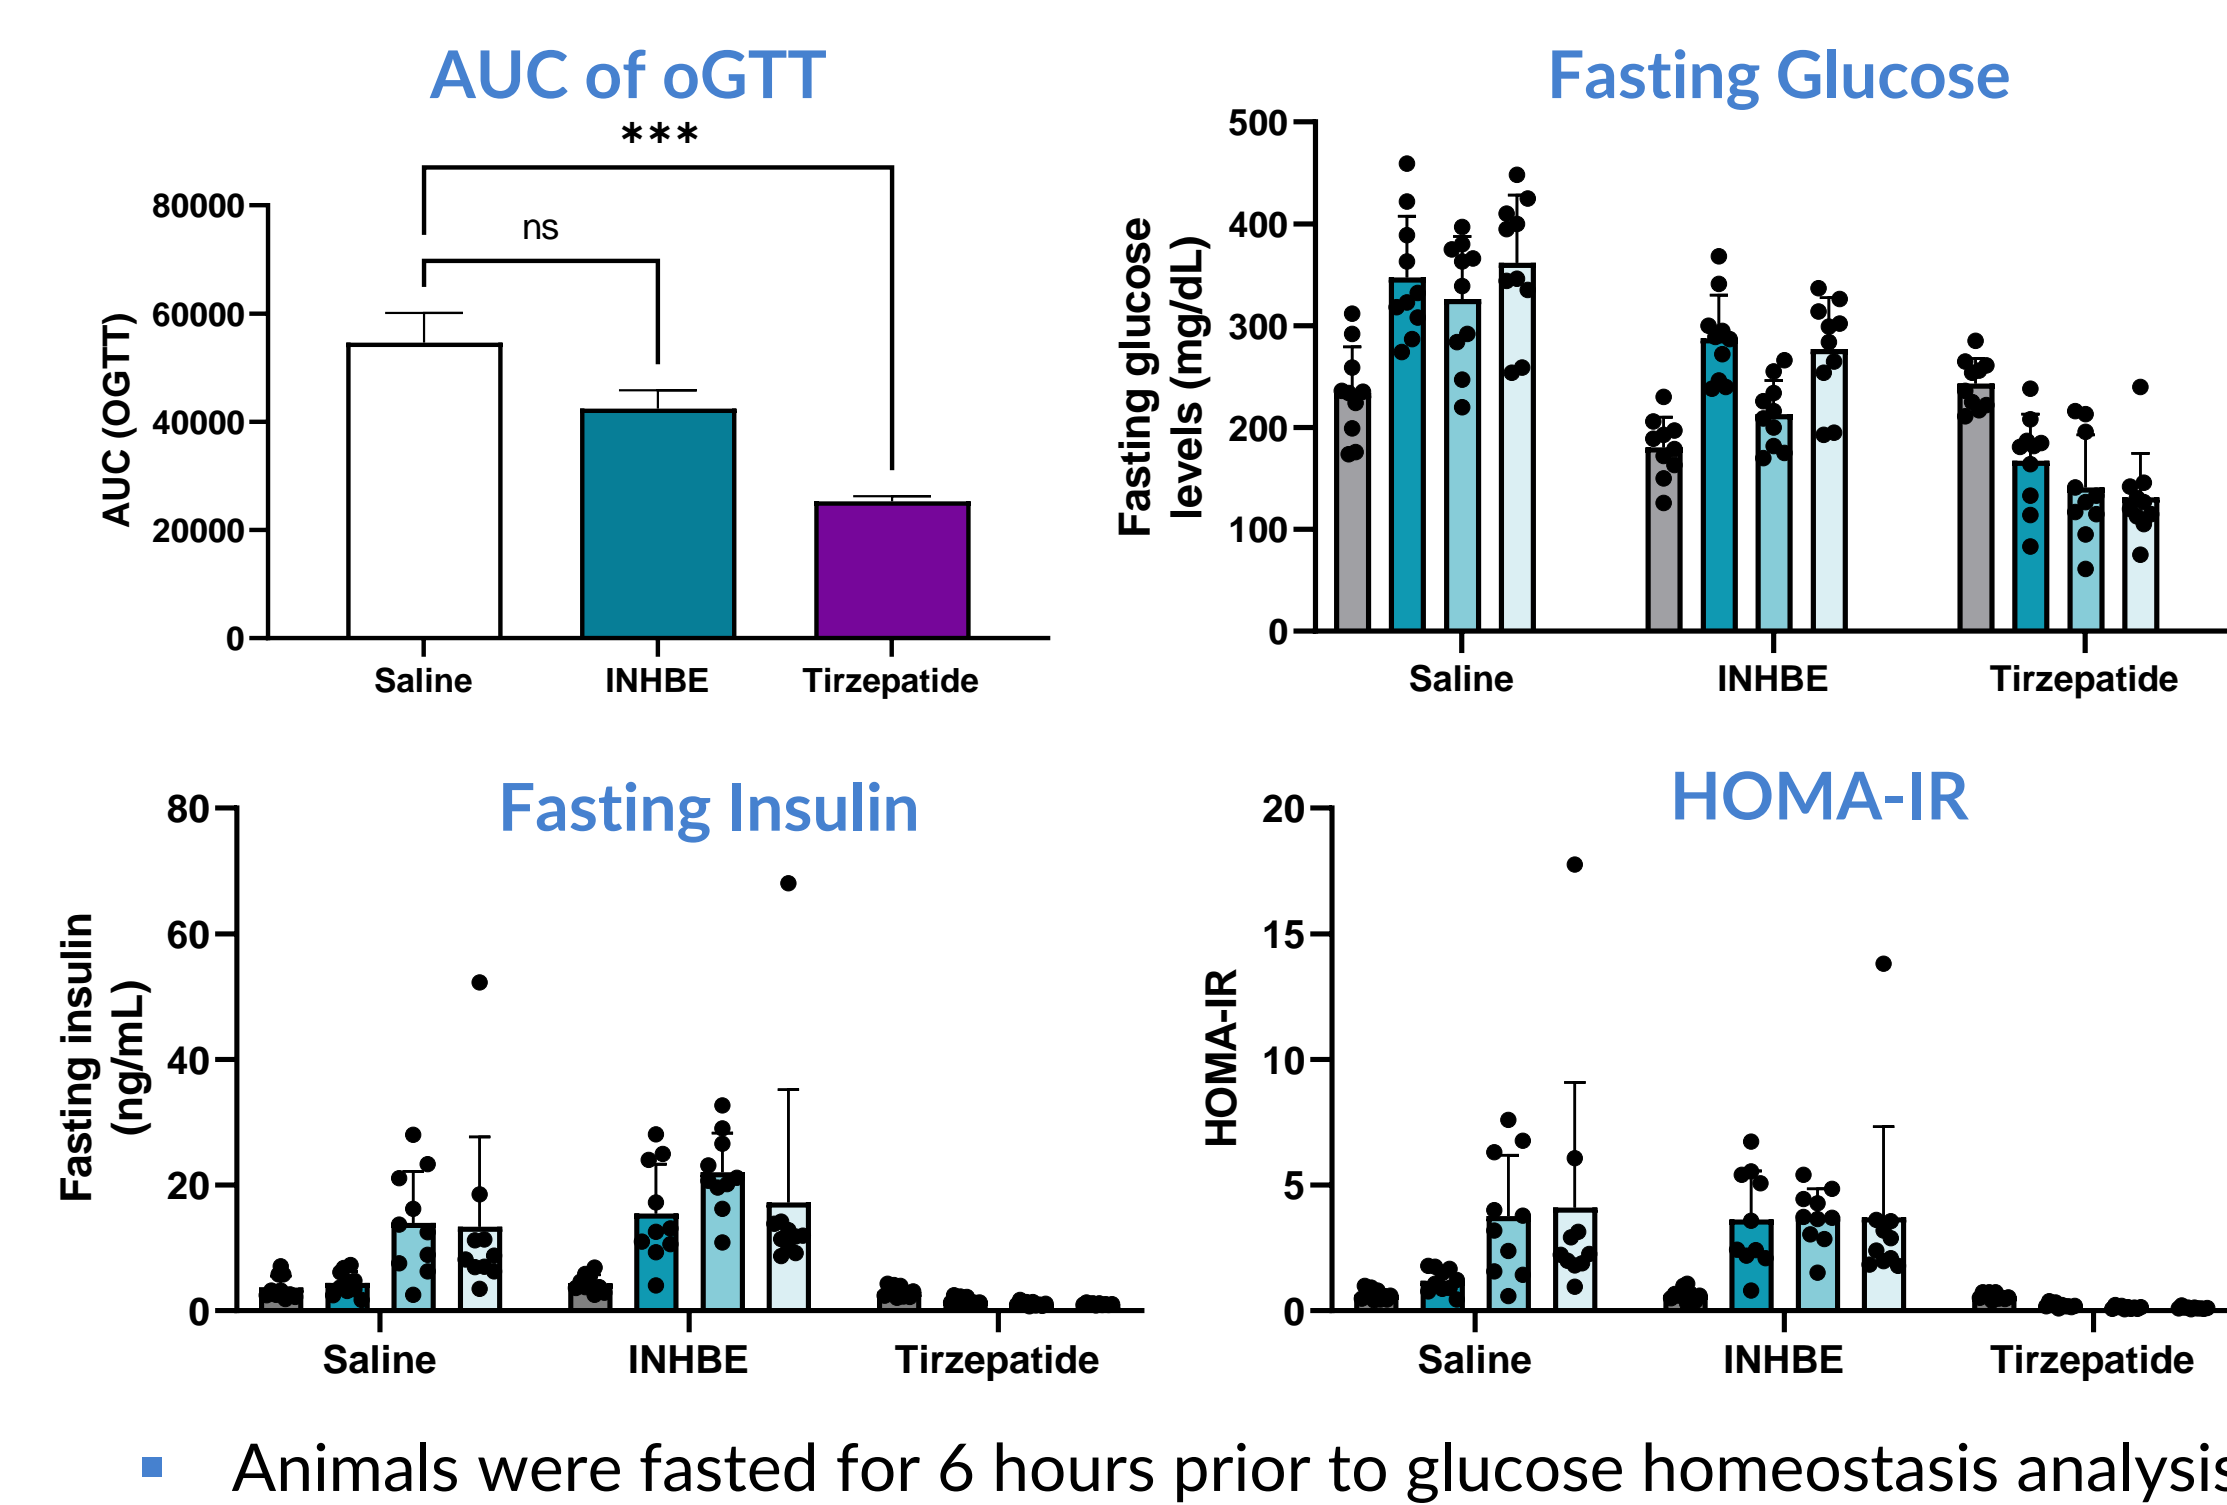 AUC of oGTT
***
ns
AUC (OGTT)
80000
60000
40000
20000
0
Saline
INHBE
Tirzepatide
Fasting Glucose
Fasting glucose
levels (mg/dL)
500
400
300
200
100
0
Saline
INHBE
Tirzepatide
Fasting Insulin
Fasting insulin
(ng/mL)
80
60
40
20
0
Saline
INHBE
Tirzepatide
HOMA-IR
HOMA-IR
20
15
10
5
0
Saline
INHBE
Tirzepatide
Animals were fasted for 6 hours prior to glucose homeostasis analysis